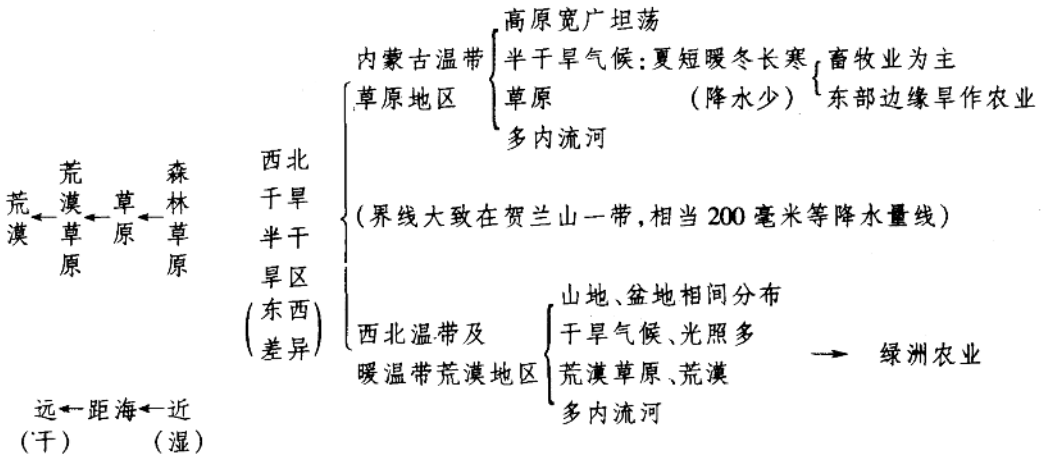 荒漠←荒漠草原←草原←森林草原
远←距海←近
(干) (湿)
西北
干旱
半干
旱区
(东西
差异)
内蒙古温带
草原地区
高原宽广坦荡
半干旱气候:夏短暖冬长寒
草原 (降水少)
多内流河
畜牧业为主
东部边缘旱作农业
(界线大致在贺兰山一带,相当 200 毫米等降水量线)
西北温带及
暖温带荒漠地区
山地、盆地相间分布
干旱气候、光照多
荒漠草原、荒漠
多内流河
→ 绿洲农业